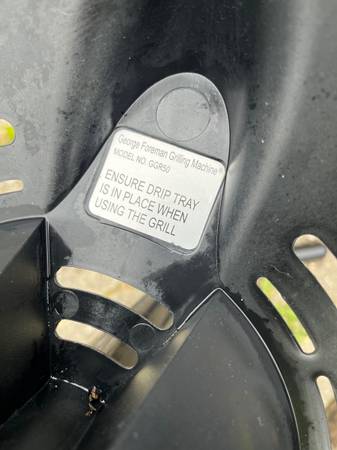 George Foreman Grilling Machine®
MODEL NO. GGR50
ENSURE DRIP TRAY
IS IN PLACE WHEN
USING THE GRILL